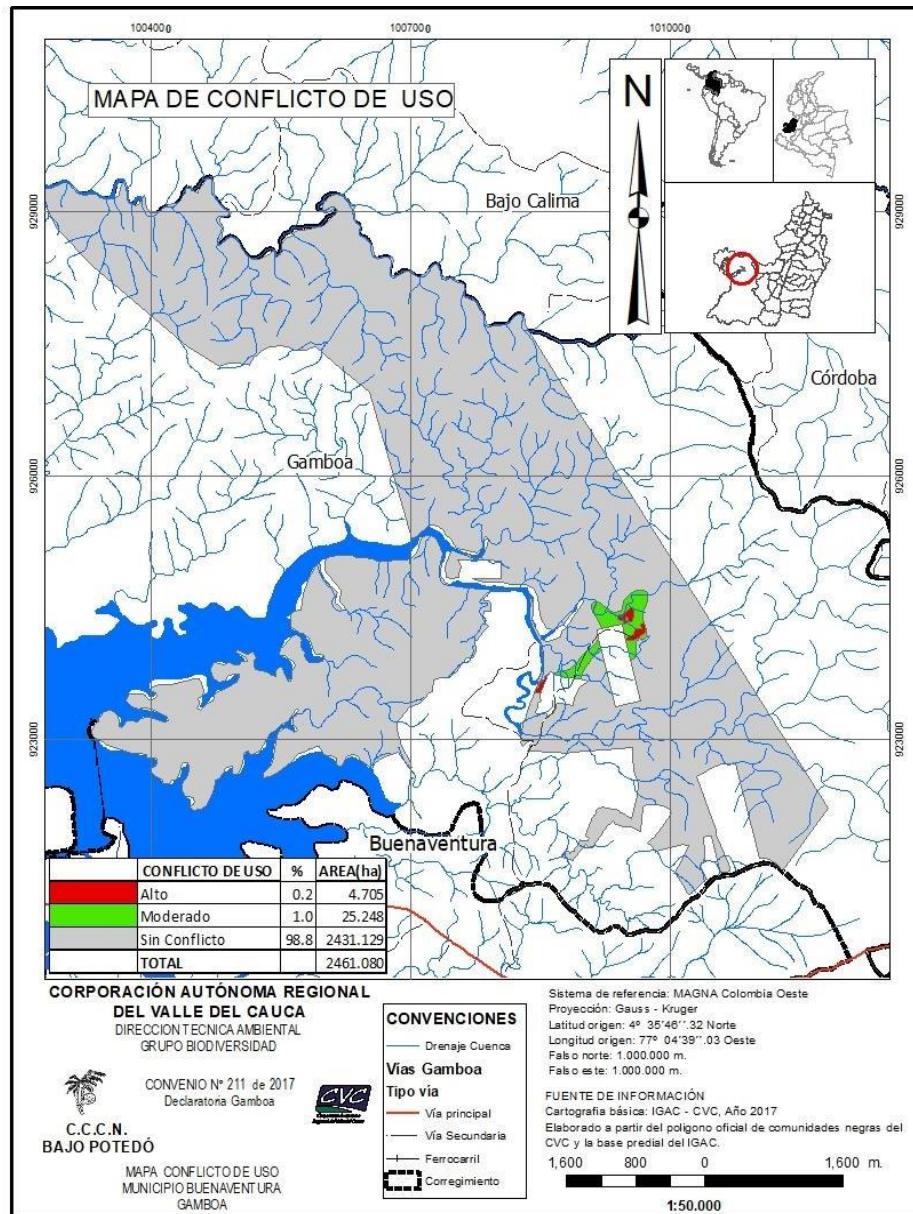 1004000 1007000 1010000
MAPA DE CONFLICTO DE USO
N
929000
929000
Bajo Calima
Córdoba
Gamboa
926000
926000
923000
923000
Buenaventura
CONFLICTO DE USO % AREA(ha)
Alto 0.2 4.705
Moderado 1.0 25.248
Sin Conflicto 98.8 2431.129
TOTAL 2461.080
CORPORACIÓN AUTÓNOMA REGIONAL
DEL VALLE DEL CAUCA
DIRECCION TECNICA AMBIENTAL
GRUPO BIODIVERSIDAD
CONVENIO Nº 211 de 2017
Declaratoria Gamboa
CVC
C.C.C.N.
BAJO POTEDÓ
MAPA CONFLICTO DE USO
MUNICIPIO BUENAVENTURA
GAMBOA
CONVENCIONES
Drenaje Cuenca
Vías Gamboa
Tipo vía
Vía principal
Vía Secundaria
Ferrocarril
Corregimiento
Sistema de referencia: MAGNA Colombia Oeste
Proyección: Gauss - Kruger
Latitud origen: 4º 35'46''.32 Norte
Longitud origen: 77º 04'39''.03 Oeste
Falso norte: 1.000.000 m.
Falso este: 1.000.000 m.
FUENTE DE INFORMACIÓN
Cartografia básica: IGAC - CVC, Año 2017
Elaborado a partir del poligono oficial de comunidades negras del
CVC y la base predial del IGAC.
1,600 800 0 1,600 m.
1:50.000